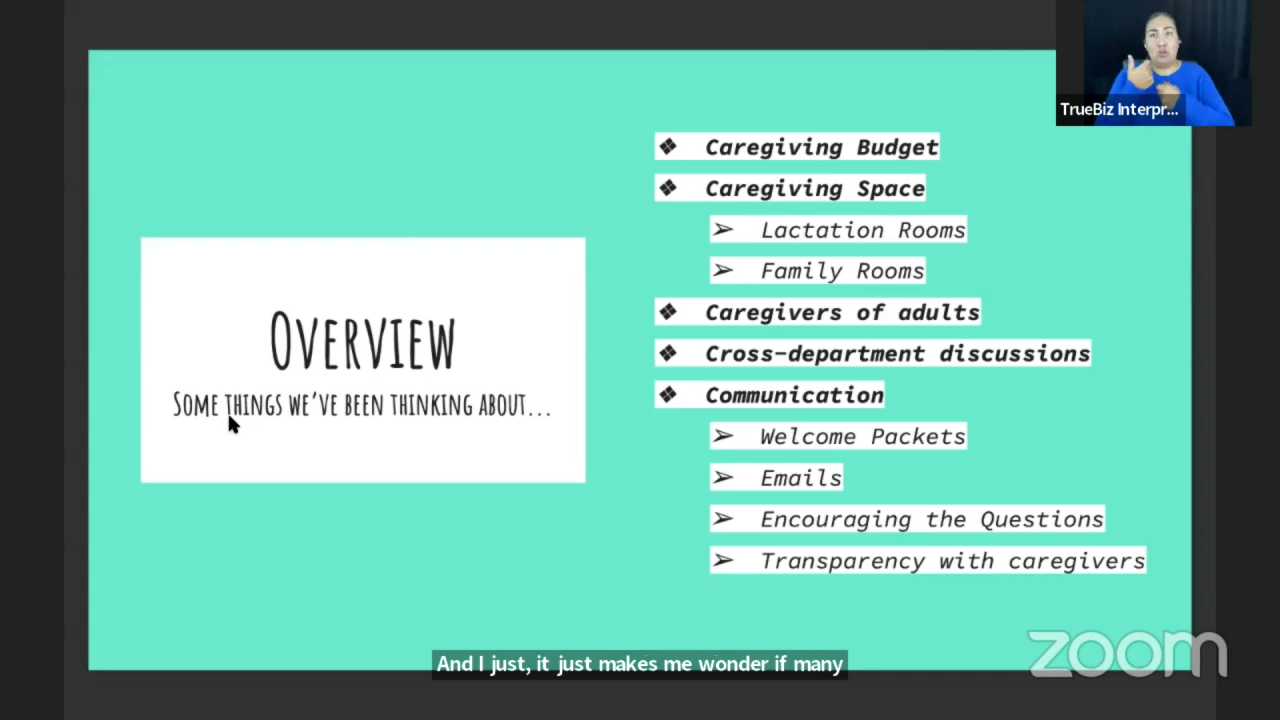 TrueBiz Interpr...
❖ Caregiving Budget
❖ Caregiving Space
➢ Lactation Rooms
➢ Family Rooms
❖ Caregivers of adults
❖ Cross-department discussions
❖ Communication
➢ Welcome Packets
➢ Emails
➢ Encouraging the Questions
➢ Transparency with caregivers
OVERVIEW
SOME THINGS WE'VE BEEN THINKING ABOUT...
And I just, it just makes me wonder if many
zoom